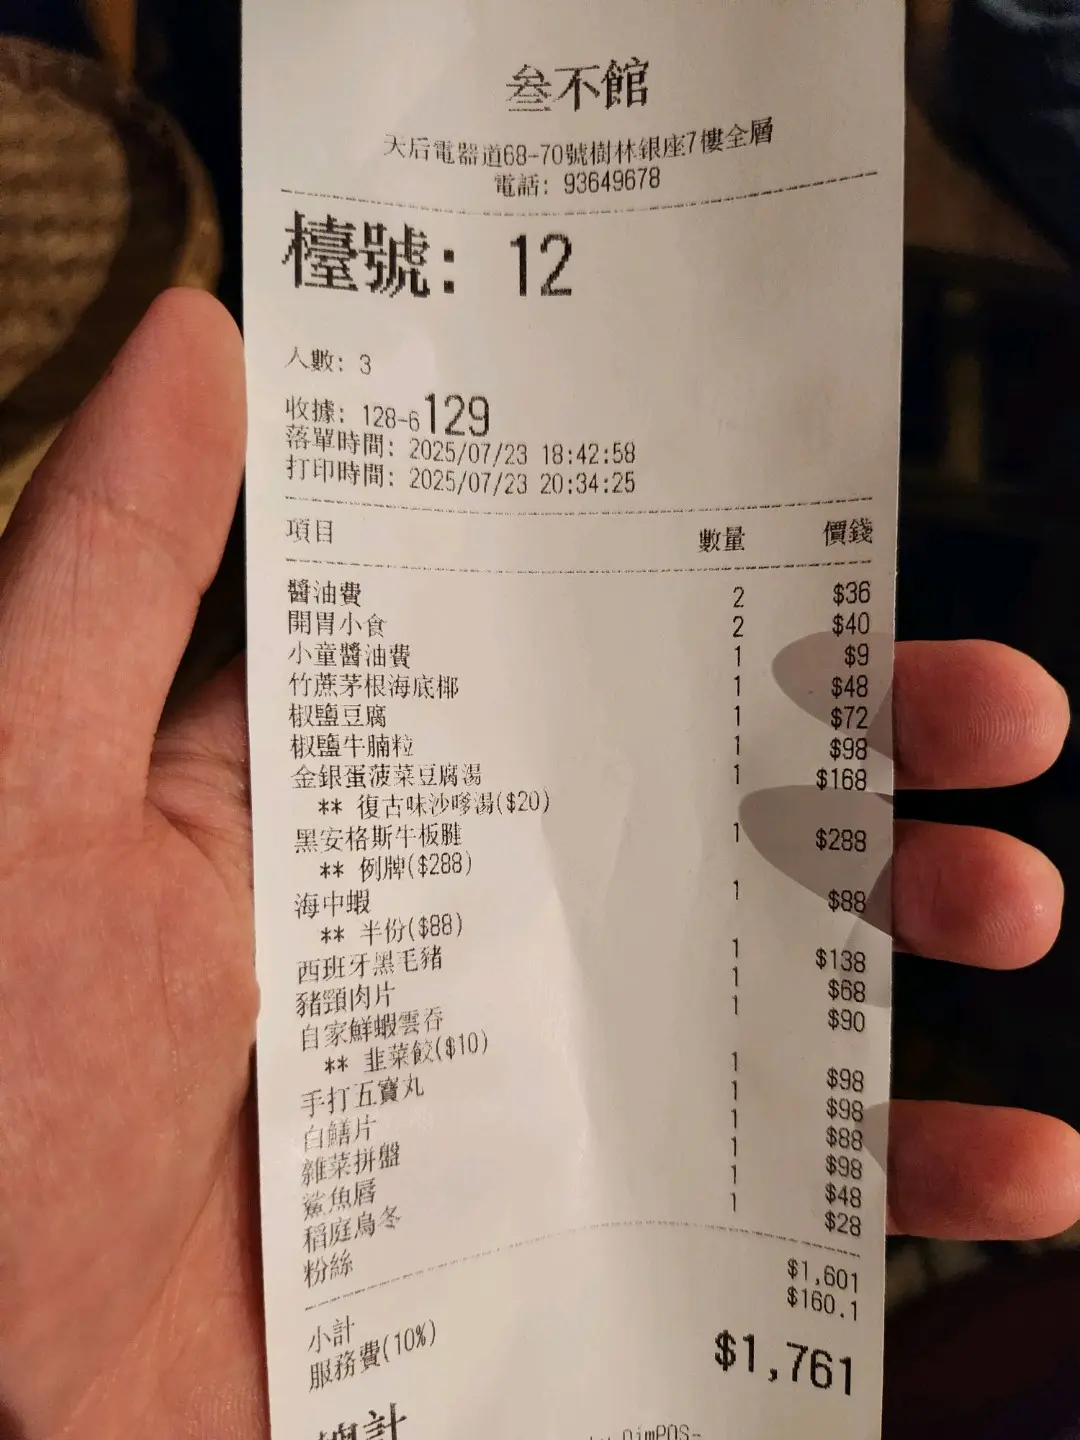 叁不館
天后電器道68-70號樹林銀座7樓全層
電話: 93649678
檯號: 12
人數: 3
收據: 128-6129
落單時間: 2025/07/23 18:42:58
打印時間: 2025/07/23 20:34:25
項目 數量 價錢
醬油費 2 $36
開胃小食 2 $40
小童醬油費 1 $9
竹蔗茅根海底椰 1 $48
椒鹽豆腐 1 $72
椒鹽牛腩粒 1 $98
金銀蛋菠菜豆腐湯 1 $168
** 復古味沙嗲湯($20)
黑安格斯牛板腱 1 $288
** 例牌($288)
海中蝦 1 $88
** 半份($88)
西班牙黑毛豬 1 $138
豬頸肉片 1 $68
自家鮮蝦雲吞 1 $90
** 韭菜餃($10)
手打五寶丸 1 $98
白鱔片 1 $98
雜菜拼盤 1 $88
鯊魚唇 1 $98
稻庭烏冬 1 $48
粉絲 1 $28
小計 $1,601
服務費(10%) $160.1
總計 $1,761